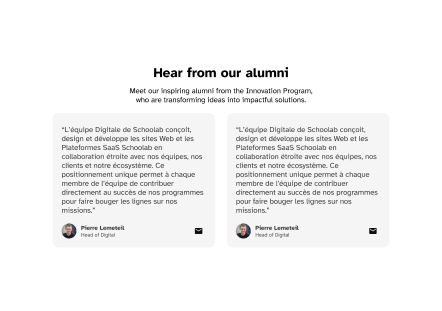 Hear from our alumni
Meet our inspiring alumni from the Innovation Program,
who are transforming ideas into impactful solutions.
“L’équipe Digitale de Schoolab conçoit,
design et développe les sites Web et les
Plateformes SaaS Schoolab en
collaboration étroite avec nos équipes, nos
clients et notre écosystème. Ce
positionnement unique permet à chaque
membre de l’équipe de contribuer
directement au succès de nos programmes
pour faire bouger les lignes sur nos
missions.”
Pierre Lemeteil
Head of Digital
“L’équipe Digitale de Schoolab conçoit,
design et développe les sites Web et les
Plateformes SaaS Schoolab en
collaboration étroite avec nos équipes, nos
clients et notre écosystème. Ce
positionnement unique permet à chaque
membre de l’équipe de contribuer
directement au succès de nos programmes
pour faire bouger les lignes sur nos
missions.”
Pierre Lemeteil
Head of Digital